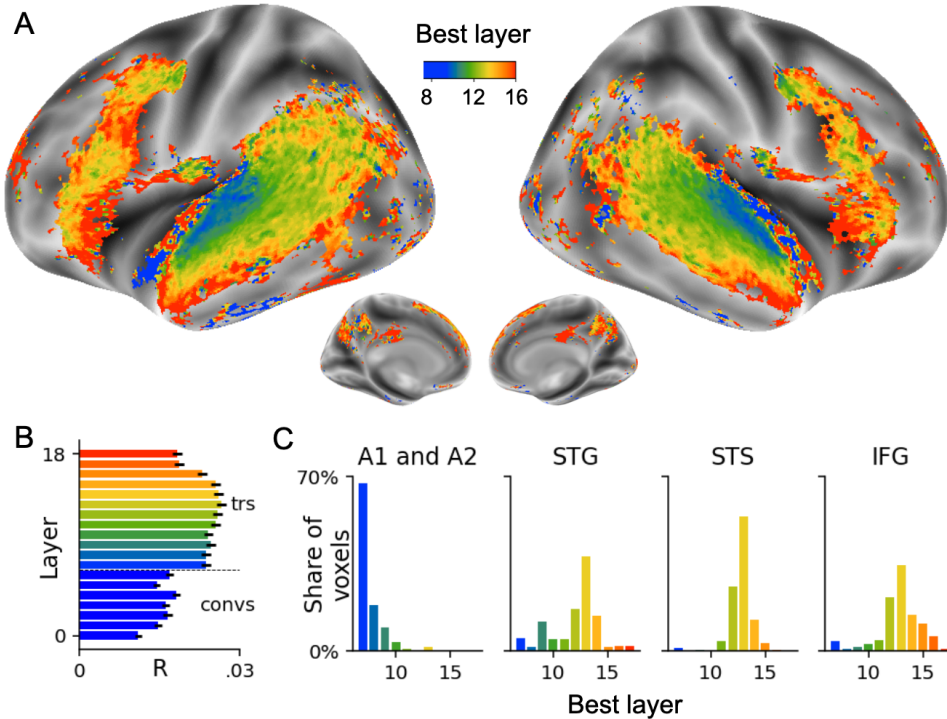 A
Best layer
8 12 16
B
18
Layer
0
trs
convs
0 R .03
C
A1 and A2 STG STS IFG
70%
Share of
voxels
0%
10 15 10 15 10 15 10 15
Best layer